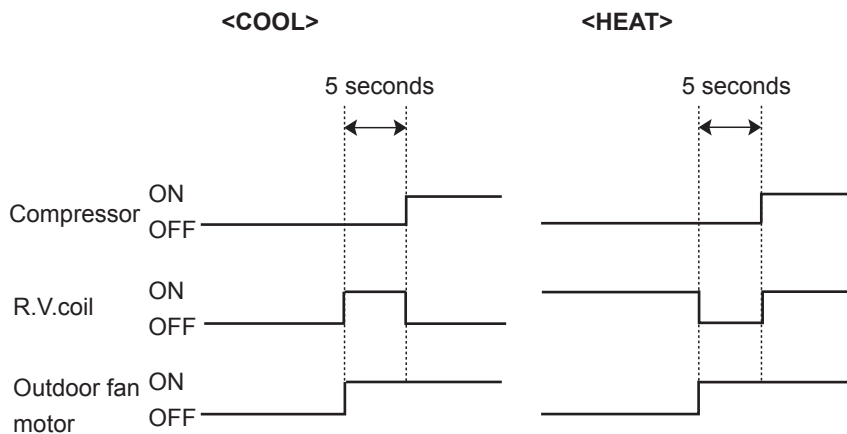 <COOL> <HEAT>
5 seconds 5 seconds
Compressor ON
OFF
R.V.coil ON
OFF
Outdoor fan motor ON
OFF